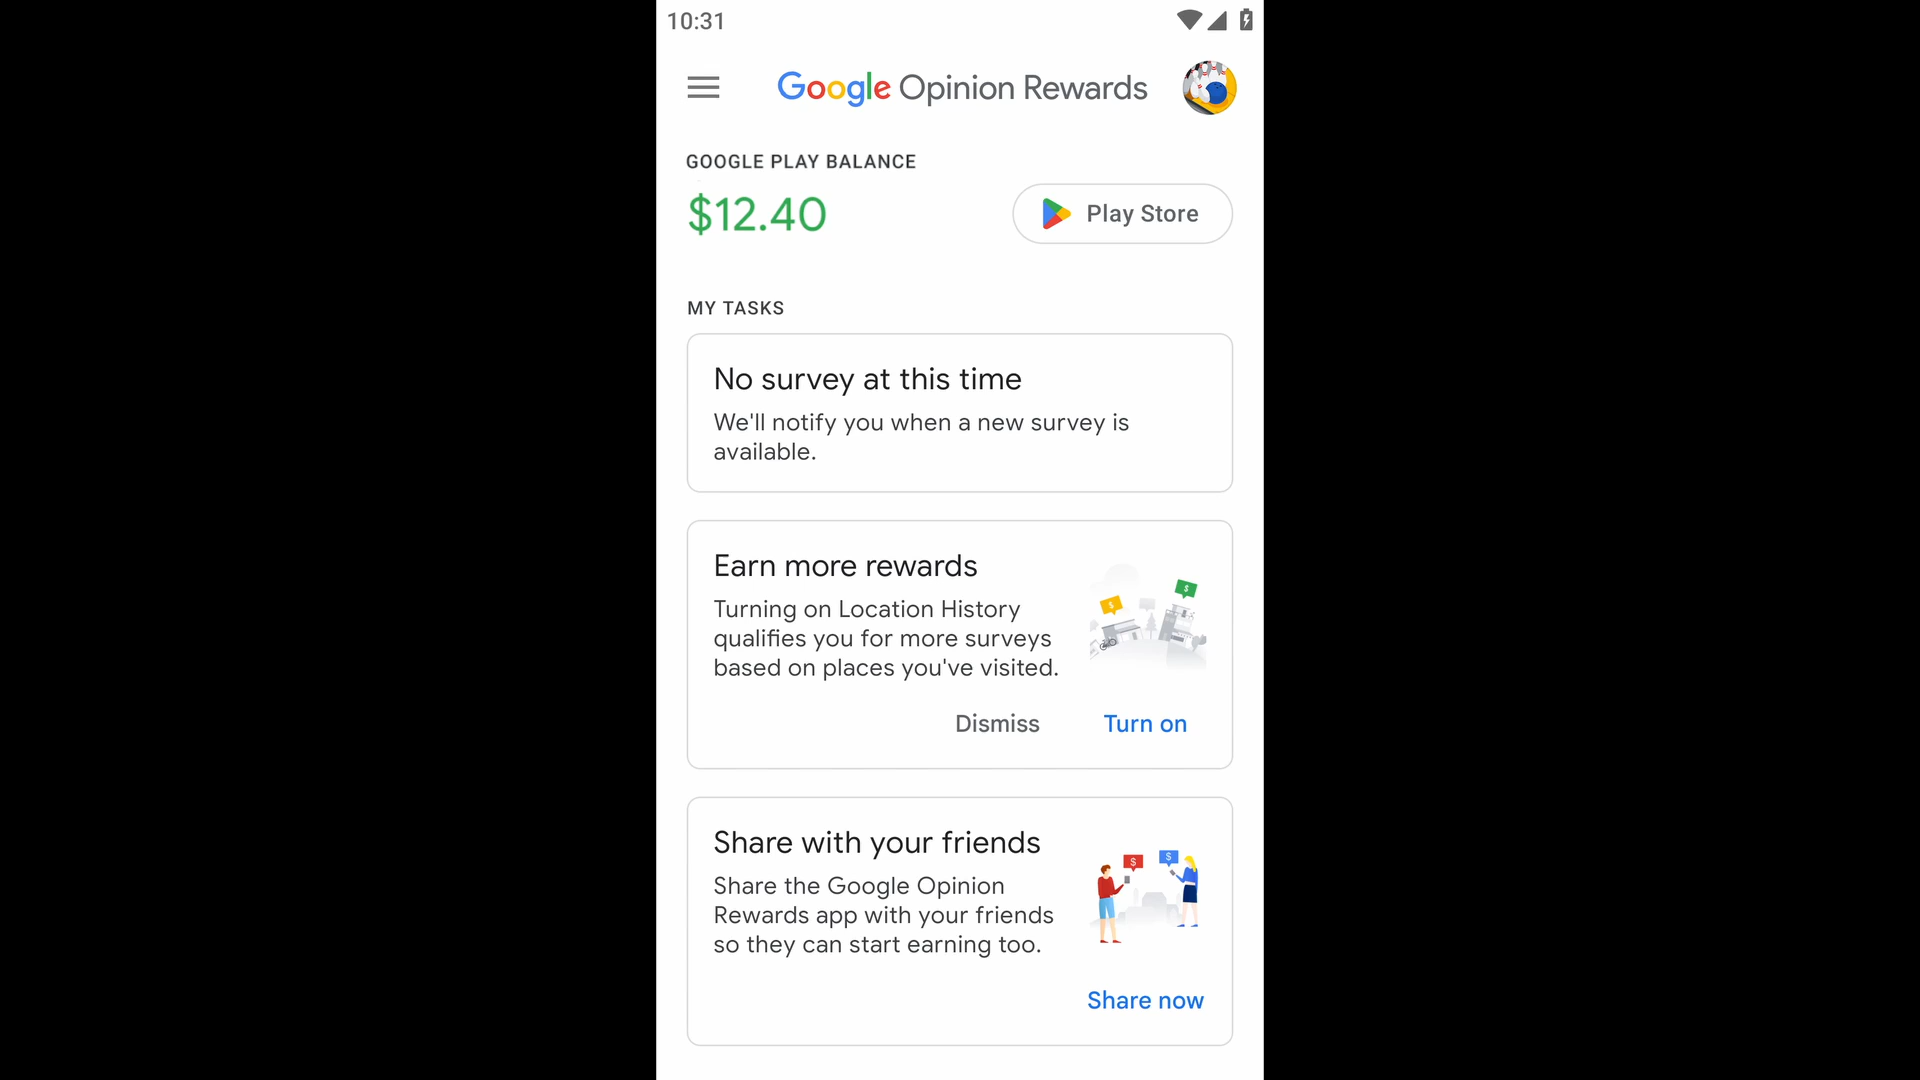 10:31
Google Opinion Rewards
GOOGLE PLAY BALANCE
$12.40
Play Store
MY TASKS
No survey at this time
We'll notify you when a new survey is
available.
Earn more rewards
Turning on Location History
qualifies you for more surveys
based on places you've visited.
$
$
Dismiss
Turn on
Share with your friends
Share the Google Opinion
Rewards app with your friends
so they can start earning too.
$
$
Share now